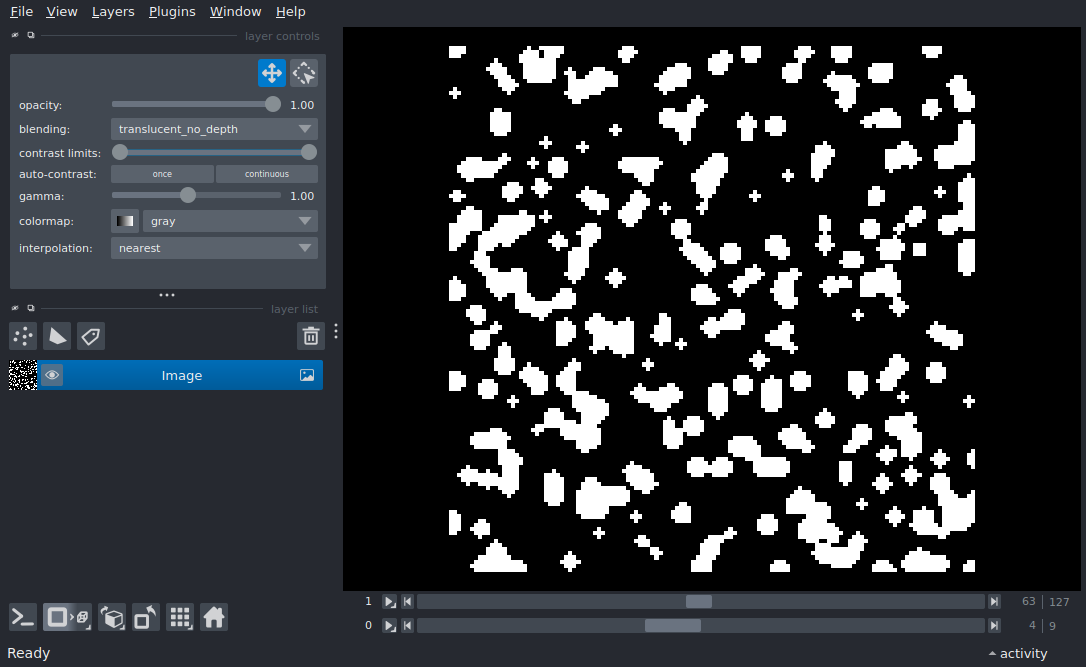 File View Layers Plugins Window Help
layer controls
opacity: 1.00
blending: translucent_no_depth
contrast limits:
auto-contrast: once continuous
gamma: 1.00
colormap: gray
interpolation: nearest
layer list
Image
1 63 127
0 4 9
Ready activity